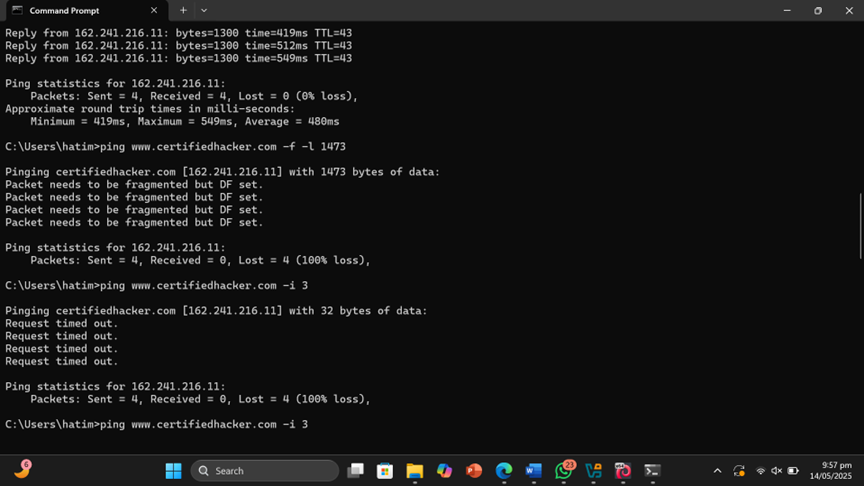 Command Prompt
Reply from 162.241.216.11: bytes=1300 time=419ms TTL=43
Reply from 162.241.216.11: bytes=1300 time=512ms TTL=43
Reply from 162.241.216.11: bytes=1300 time=549ms TTL=43
Ping statistics for 162.241.216.11:
Packets: Sent = 4, Received = 4, Lost = 0 (0% loss),
Approximate round trip times in milli-seconds:
Minimum = 419ms, Maximum = 549ms, Average = 480ms
C:\Users\hatim>ping www.certifiedhacker.com -f -l 1473
Pinging certifiedhacker.com [162.241.216.11] with 1473 bytes of data:
Packet needs to be fragmented but DF set.
Packet needs to be fragmented but DF set.
Packet needs to be fragmented but DF set.
Packet needs to be fragmented but DF set.
Ping statistics for 162.241.216.11:
Packets: Sent = 4, Received = 0, Lost = 4 (100% loss),
C:\Users\hatim>ping www.certifiedhacker.com -i 3
Pinging certifiedhacker.com [162.241.216.11] with 32 bytes of data:
Request timed out.
Request timed out.
Request timed out.
Request timed out.
Ping statistics for 162.241.216.11:
Packets: Sent = 4, Received = 0, Lost = 4 (100% loss),
C:\Users\hatim>ping www.certifiedhacker.com -i 3
6
Search
23
9:57 pm
14/05/2025